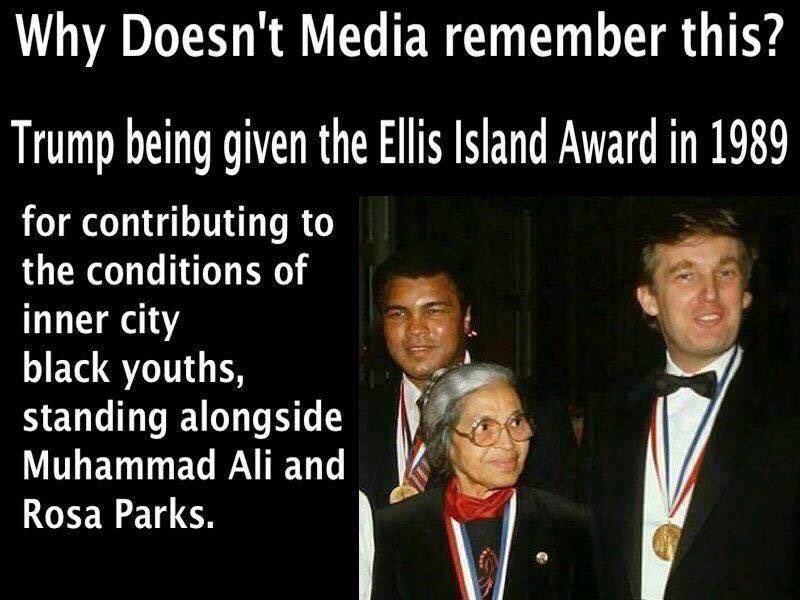 Why Doesn't Media remember this?
Trump being given the Ellis Island Award in 1989
for contributing to
the conditions of
inner city
black youths,
standing alongside
Muhammad Ali and
Rosa Parks.